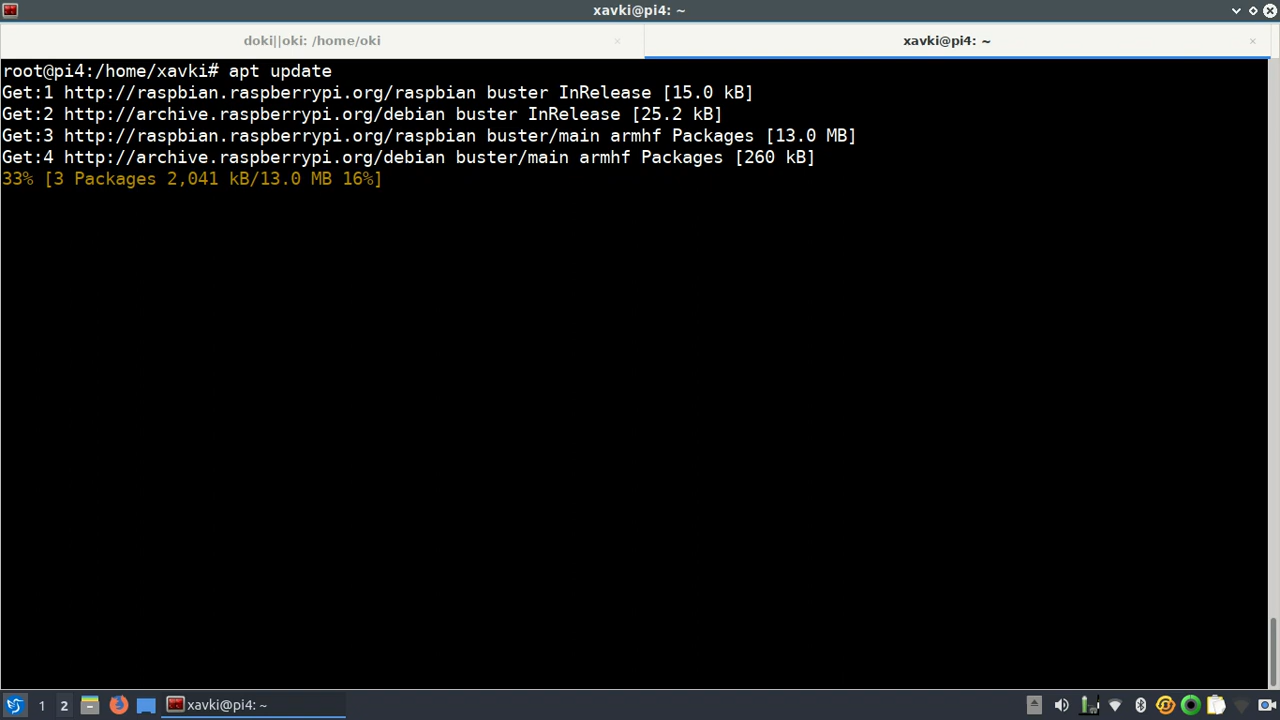 xavki@pi4: ~
doki||oki: /home/oki
xavki@pi4: ~
root@pi4:/home/xavki# apt update
Get:1 http://raspbian.raspberrypi.org/raspbian buster InRelease [15.0 kB]
Get:2 http://archive.raspberrypi.org/debian buster InRelease [25.2 kB]
Get:3 http://raspbian.raspberrypi.org/raspbian buster/main armhf Packages [13.0 MB]
Get:4 http://archive.raspberrypi.org/debian buster/main armhf Packages [260 kB]
33% [3 Packages 2,041 kB/13.0 MB 16%]
1 2 xavki@pi4: ~